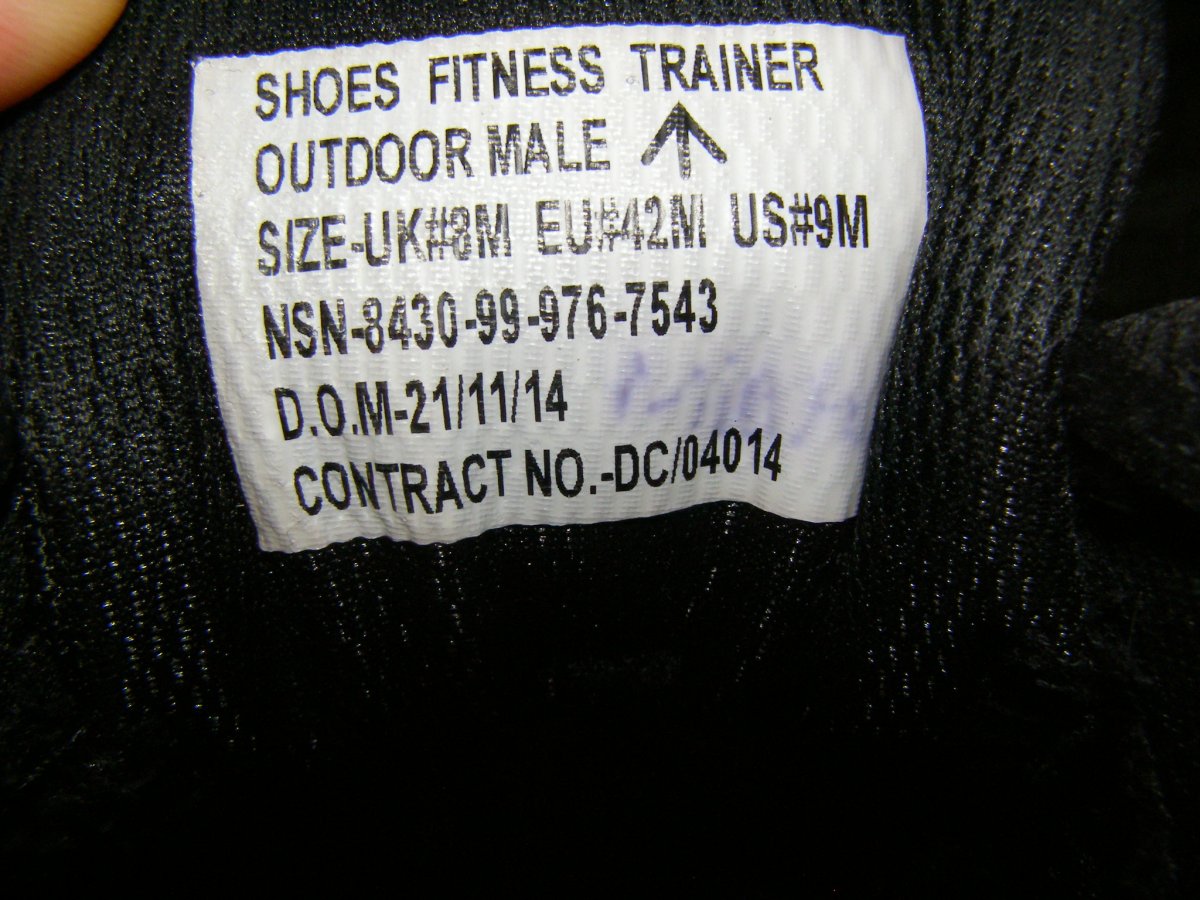 SHOES FITNESS TRAINER
OUTDOOR MALE
SIZE-UK#8M EU#42M US#9M
NSN-8430-99-976-7543
D.O.M-21/11/14
CONTRACT NO.-DC/04014